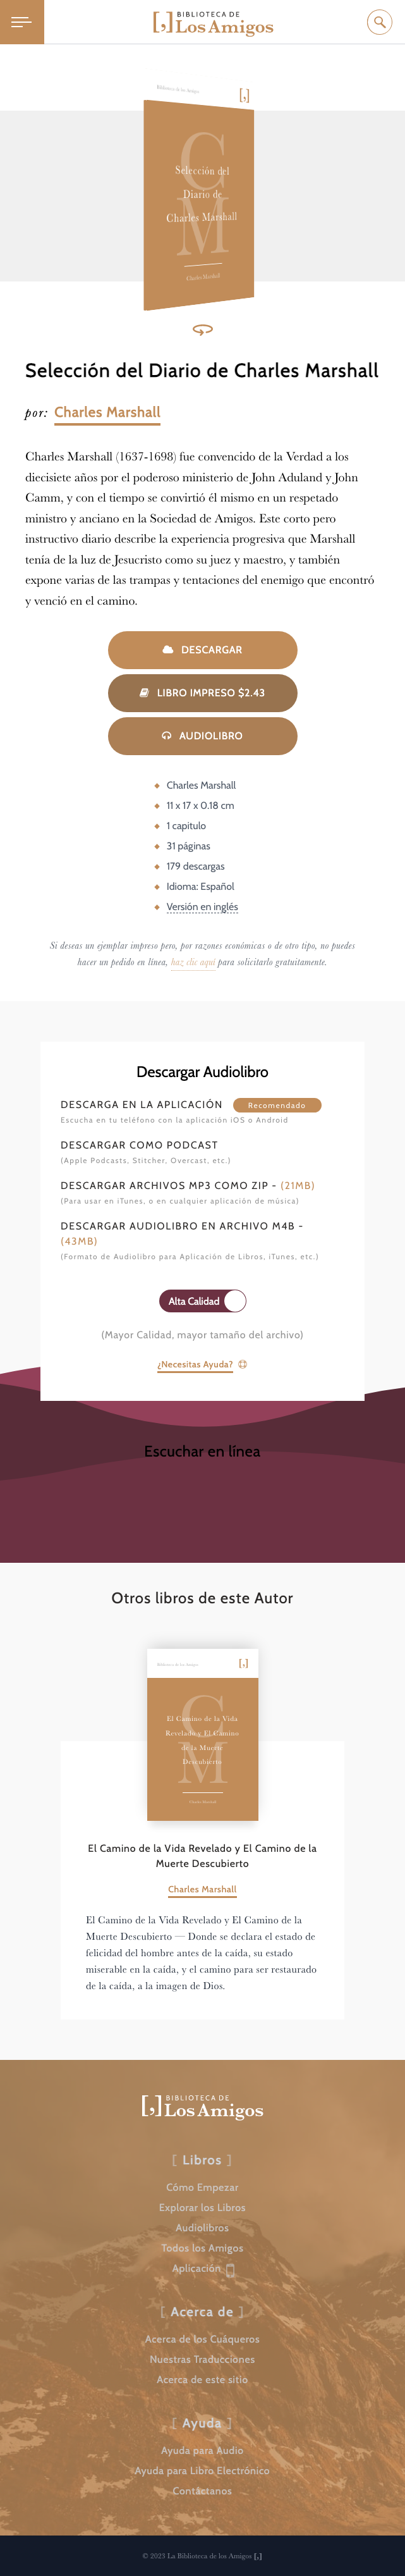 BIBLIOTECA DE
[,] Los Amigos
Biblioteca de los Amigos
[,]
C
M
Selección del
Diario de
Charles Marshall
Charles Marshall
Selección del Diario de Charles Marshall
por: Charles Marshall
Charles Marshall (1637-1698) fue convencido de la Verdad a los
diecisiete años por el poderoso ministerio de John Aduland y John
Camm, y con el tiempo se convirtió él mismo en un respetado
ministro y anciano en la Sociedad de Amigos. Este corto pero
instructivo diario describe la experiencia progresiva que Marshall
tenía de la luz de Jesucristo como su juez y maestro, y también
expone varias de las trampas y tentaciones del enemigo que encontró
y venció en el camino.
DESCARGAR
LIBRO IMPRESO $2.43
AUDIOLIBRO
Charles Marshall
11 x 17 x 0.18 cm
1 capitulo
31 páginas
179 descargas
Idioma: Español
Versión en inglés
Si deseas un ejemplar impreso pero, por razones económicas o de otro tipo, no puedes
hacer un pedido en línea, haz clic aquí para solicitarlo gratuitamente.
Descargar Audiolibro
DESCARGA EN LA APLICACIÓN Recomendado
Escucha en tu teléfono con la aplicación iOS o Android
DESCARGAR COMO PODCAST
(Apple Podcasts, Stitcher, Overcast, etc.)
DESCARGAR ARCHIVOS MP3 COMO ZIP - (21MB)
(Para usar en iTunes, o en cualquier aplicación de música)
DESCARGAR AUDIOLIBRO EN ARCHIVO M4B -
(43MB)
(Formato de Audiolibro para Aplicación de Libros, iTunes, etc.)
Alta Calidad
(Mayor Calidad, mayor tamaño del archivo)
¿Necesitas Ayuda?
Escuchar en línea
Otros libros de este Autor
Biblioteca de los Amigos
[,]
C
M
El Camino de la Vida
Revelado y El Camino
de la Muerte
Descubierto
Charles Marshall
El Camino de la Vida Revelado y El Camino de la
Muerte Descubierto
Charles Marshall
El Camino de la Vida Revelado y El Camino de la
Muerte Descubierto — Donde se declara el estado de
felicidad del hombre antes de la caída, su estado
miserable en la caída, y el camino para ser restaurado
de la caída, a la imagen de Dios.
BIBLIOTECA DE
[,] Los Amigos
[ Libros ]
Cómo Empezar
Explorar los Libros
Audiolibros
Todos los Amigos
Aplicación
[ Acerca de ]
Acerca de los Cuáqueros
Nuestras Traducciones
Acerca de este sitio
[ Ayuda ]
Ayuda para Audio
Ayuda para Libro Electrónico
Contáctanos
© 2023 La Biblioteca de los Amigos [,]